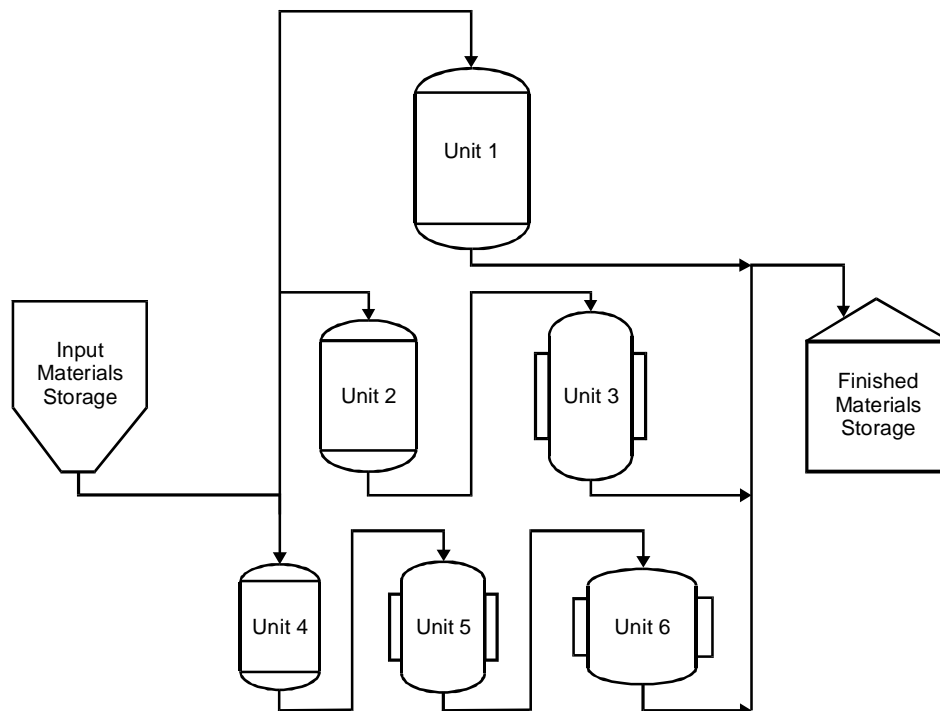 Unit 1
Input
Materials
Storage
Unit 2
Unit 3
Finished
Materials
Storage
Unit 4
Unit 5
Unit 6